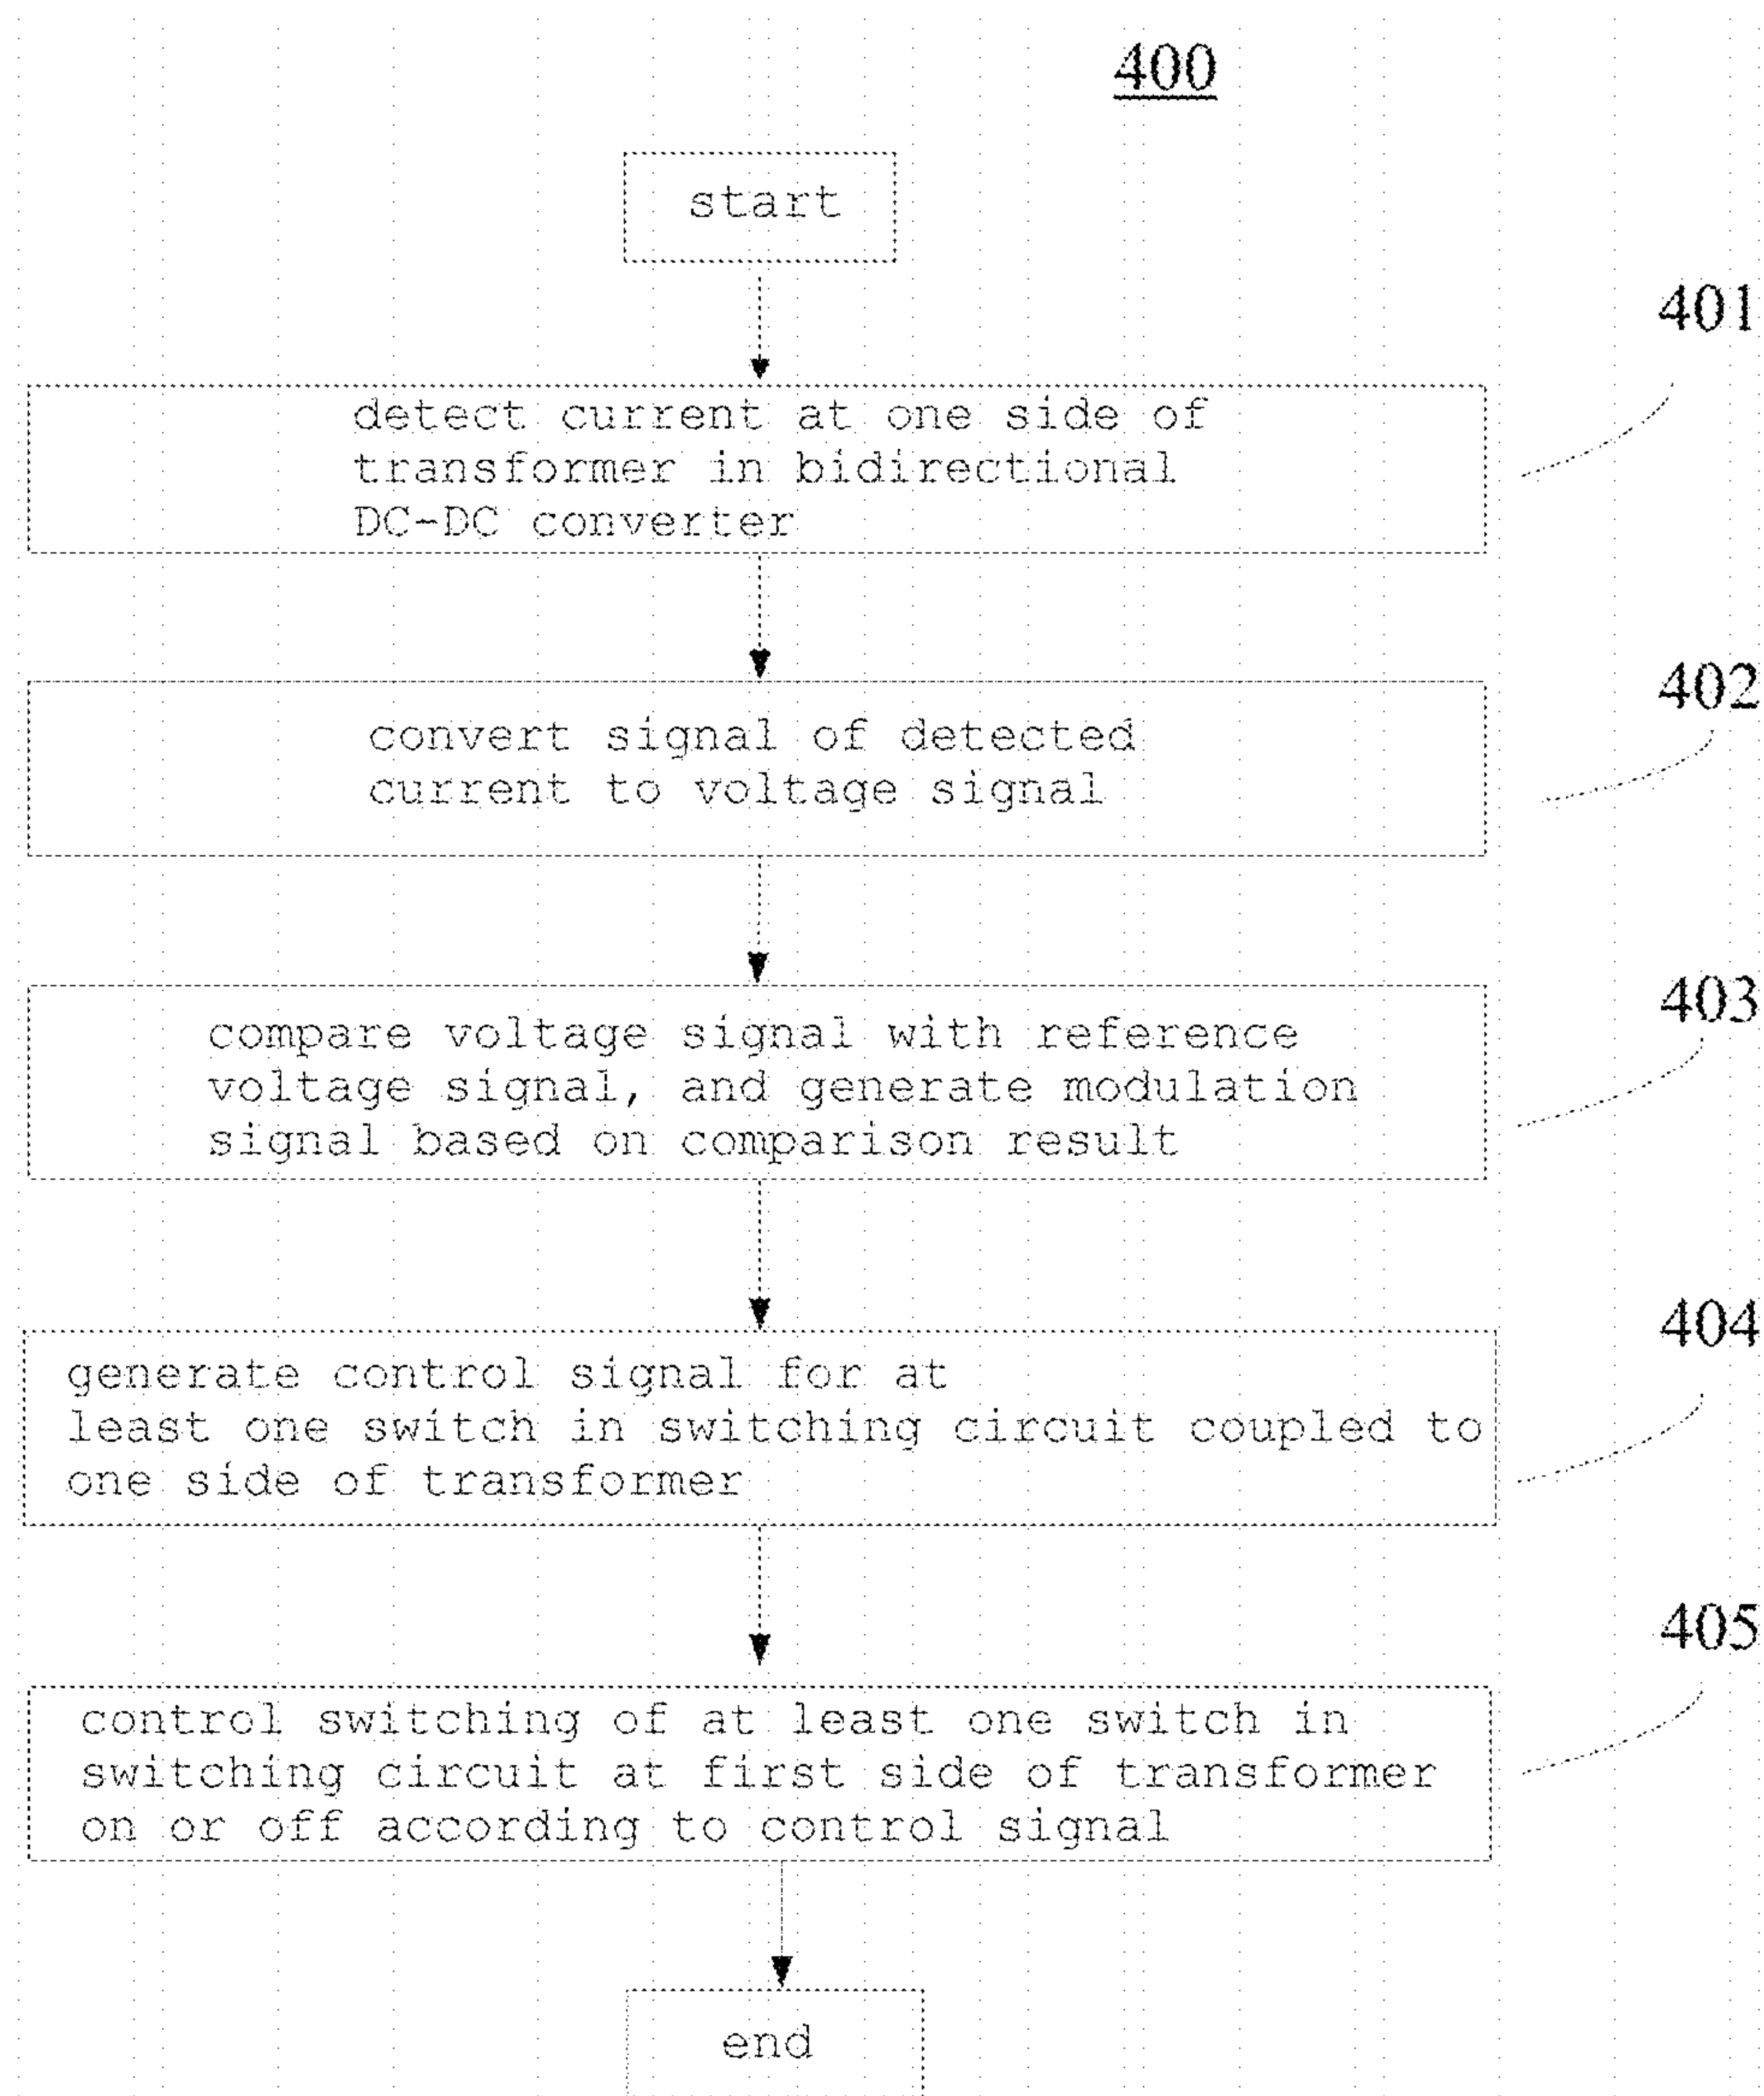 400
start
401
detect current at one side of
transformer in bidirectional
DC-DC converter
402
convert signal of detected
current to voltage signal
403
compare voltage signal with reference
voltage signal, and generate modulation
signal based on comparison result
404
generate control signal for at
least one switch in switching circuit coupled to
one side of transformer
405
control switching of at least one switch in
switching circuit at first side of transformer
on or off according to control signal
end